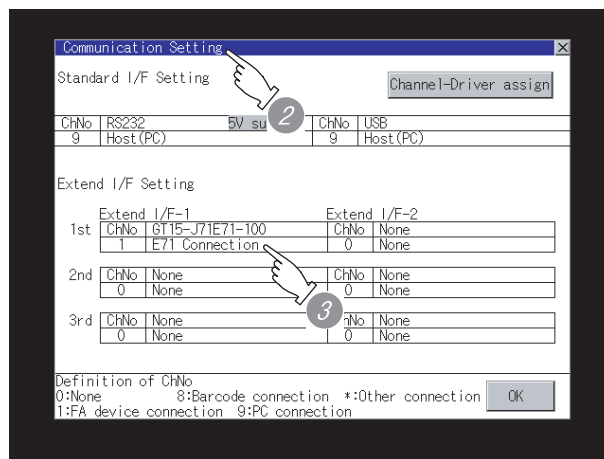 Communication Setting
Standard I/F Setting
Channel-Driver assign
ChNo RS232 5V su ChNo USB
9 Host(PC) 9 Host(PC)
2
Extend I/F Setting
Extend I/F-1 Extend I/F-2
1st ChNo GT15-J71E71-100 ChNo None
1 E71 Connection 0 None
2nd ChNo None ChNo None
0 None 0 None
3
3rd ChNo None hNo None
0 None 0 None
Definition of ChNo
0:None 8:Barcode connection *:Other connection
1:FA device connection 9:PC connection
OK